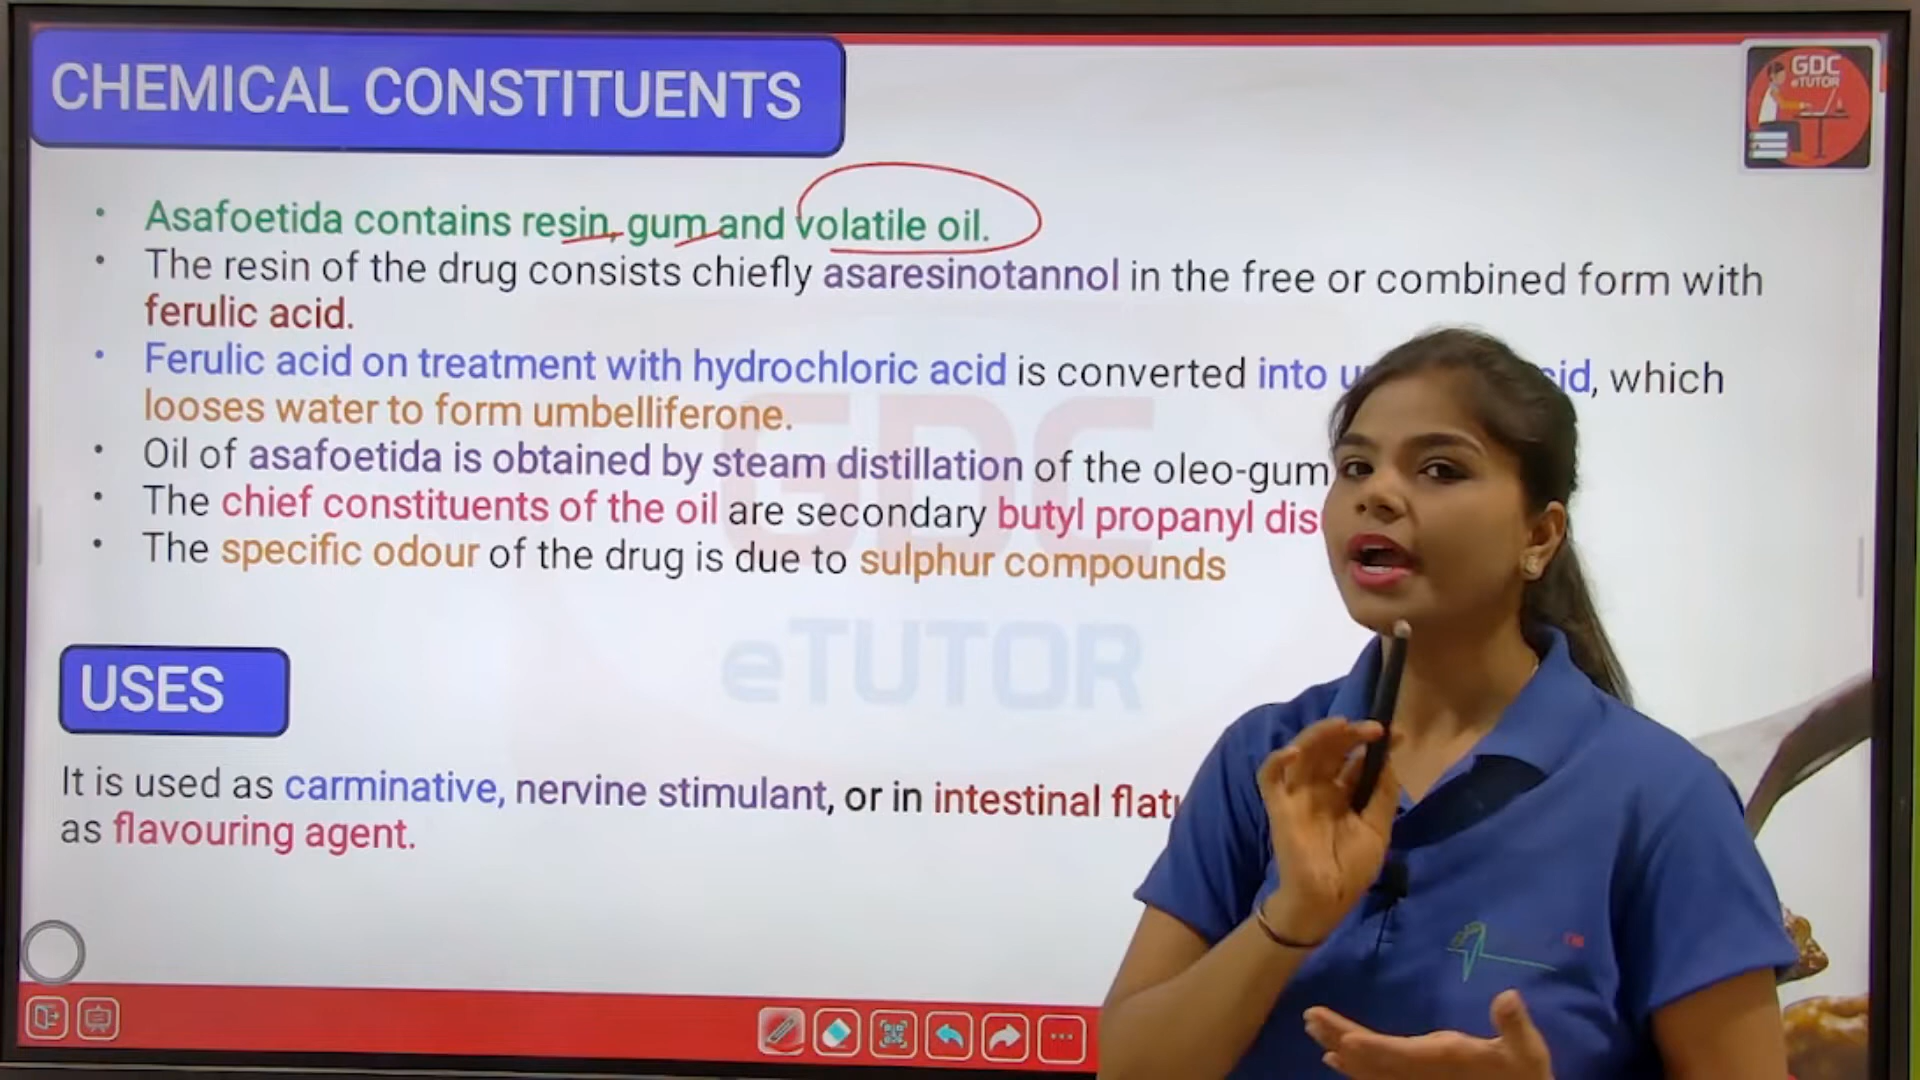 CHEMICAL CONSTITUENTS
GDC
eTUTOR
• Asafoetida contains resin, gum and volatile oil.
• The resin of the drug consists chiefly asaresinotannol in the free or combined form with
ferulic acid.
• Ferulic acid on treatment with hydrochloric acid is converted into , which
looses water to form umbelliferone.
• Oil of asafoetida is obtained by steam distillation of the oleo-gum
• The chief constituents of the oil are secondary butyl propanyl
• The specific odour of the drug is due to sulphur compounds
GDC
eTUTOR
USES
It is used as carminative, nervine stimulant, or in intestinal
as flavouring agent.